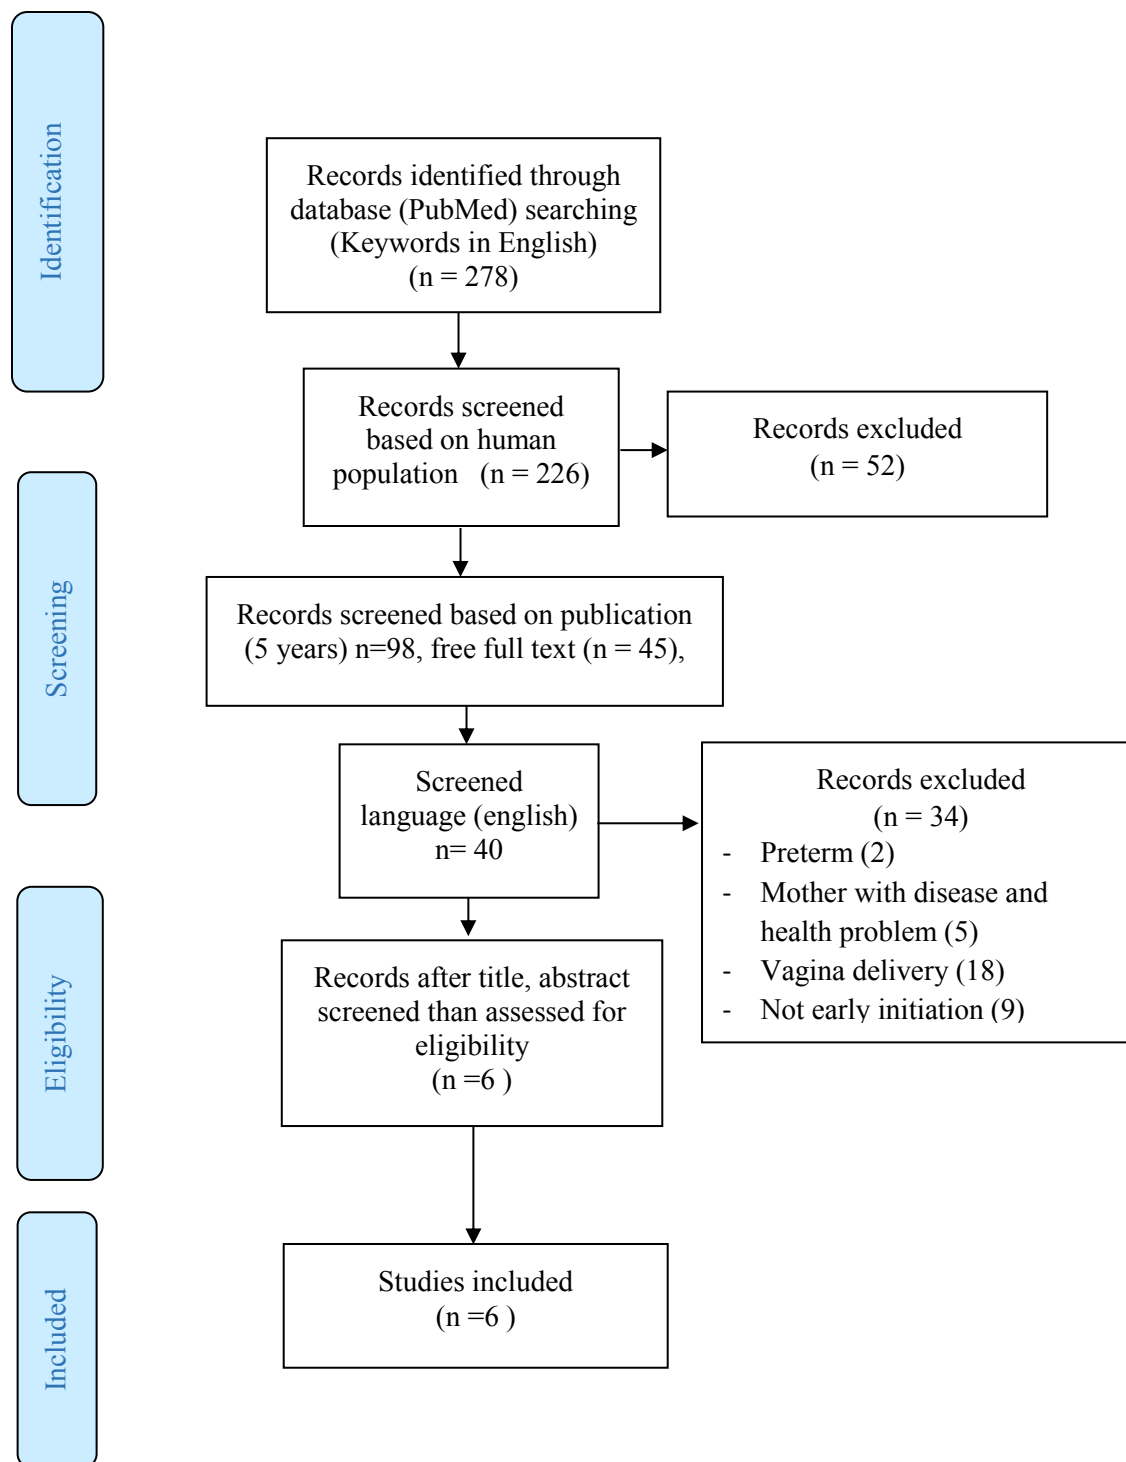 Identification
Records identified through
database (PubMed) searching
(Keywords in English)
(n = 278)
Records screened
based on human
population (n = 226)
Records excluded
(n = 52)
Screening
Records screened based on publication
(5 years) n=98, free full text (n = 45),
Screened
language (english)
n= 40
Records excluded
(n = 34)
- Preterm (2)
- Mother with disease and
health problem (5)
- Vagina delivery (18)
- Not early initiation (9)
Eligibility
Records after title, abstract
screened than assessed for
eligibility
(n =6 )
Included
Studies included
(n =6 )